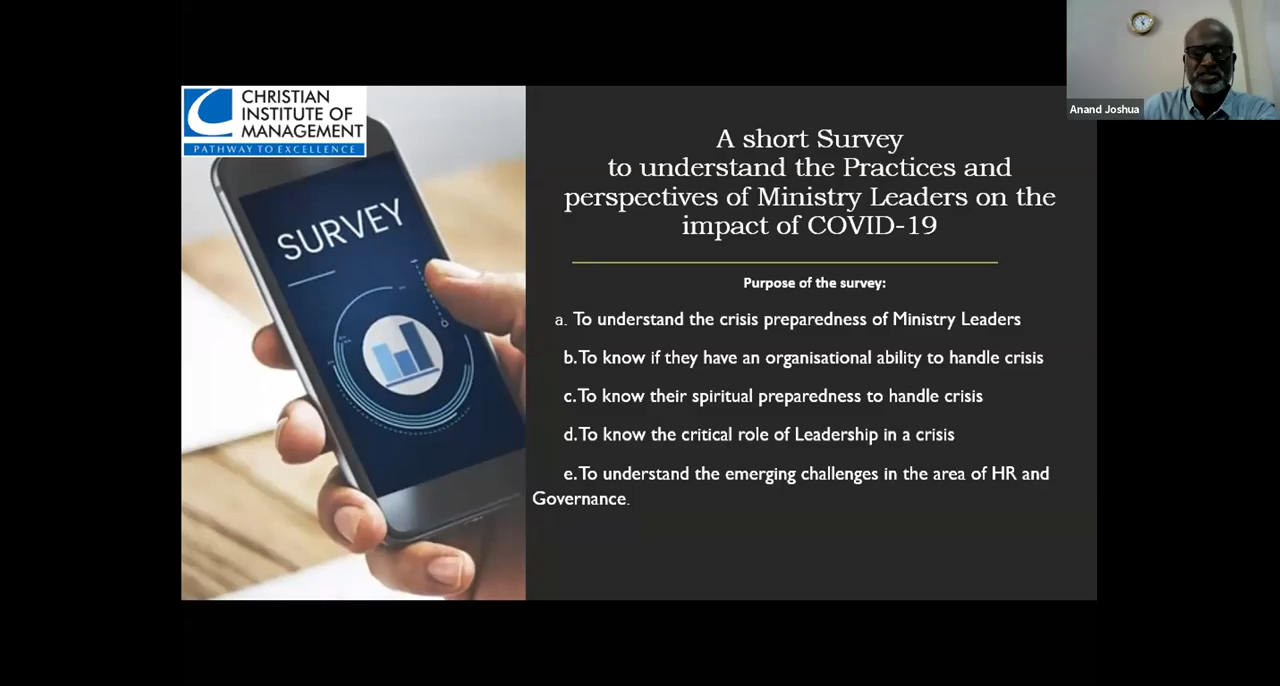 CHRISTIAN
INSTITUTE OF
MANAGEMENT
PATHWAY TO EXCELLENCE
SURVEY
A short Survey
to understand the Practices and
perspectives of Ministry Leaders on the
impact of COVID-19
Purpose of the survey:
a. To understand the crisis preparedness of Ministry Leaders
b.To know if they have an organisational ability to handle crisis
c.To know their spiritual preparedness to handle crisis
d.To know the critical role of Leadership in a crisis
e.To understand the emerging challenges in the area of HR and
Governance.
Anand Joshua